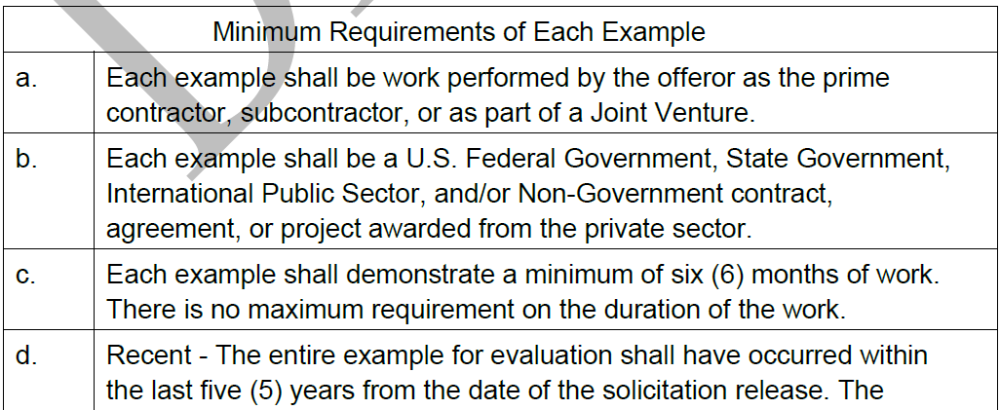 Minimum Requirements of Each Example
a. Each example shall be work performed by the offeror as the prime
contractor, subcontractor, or as part of a Joint Venture.
b. Each example shall be a U.S. Federal Government, State Government,
International Public Sector, and/or Non-Government contract,
agreement, or project awarded from the private sector.
c. Each example shall demonstrate a minimum of six (6) months of work.
There is no maximum requirement on the duration of the work.
d. Recent - The entire example for evaluation shall have occurred within
the last five (5) years from the date of the solicitation release. The